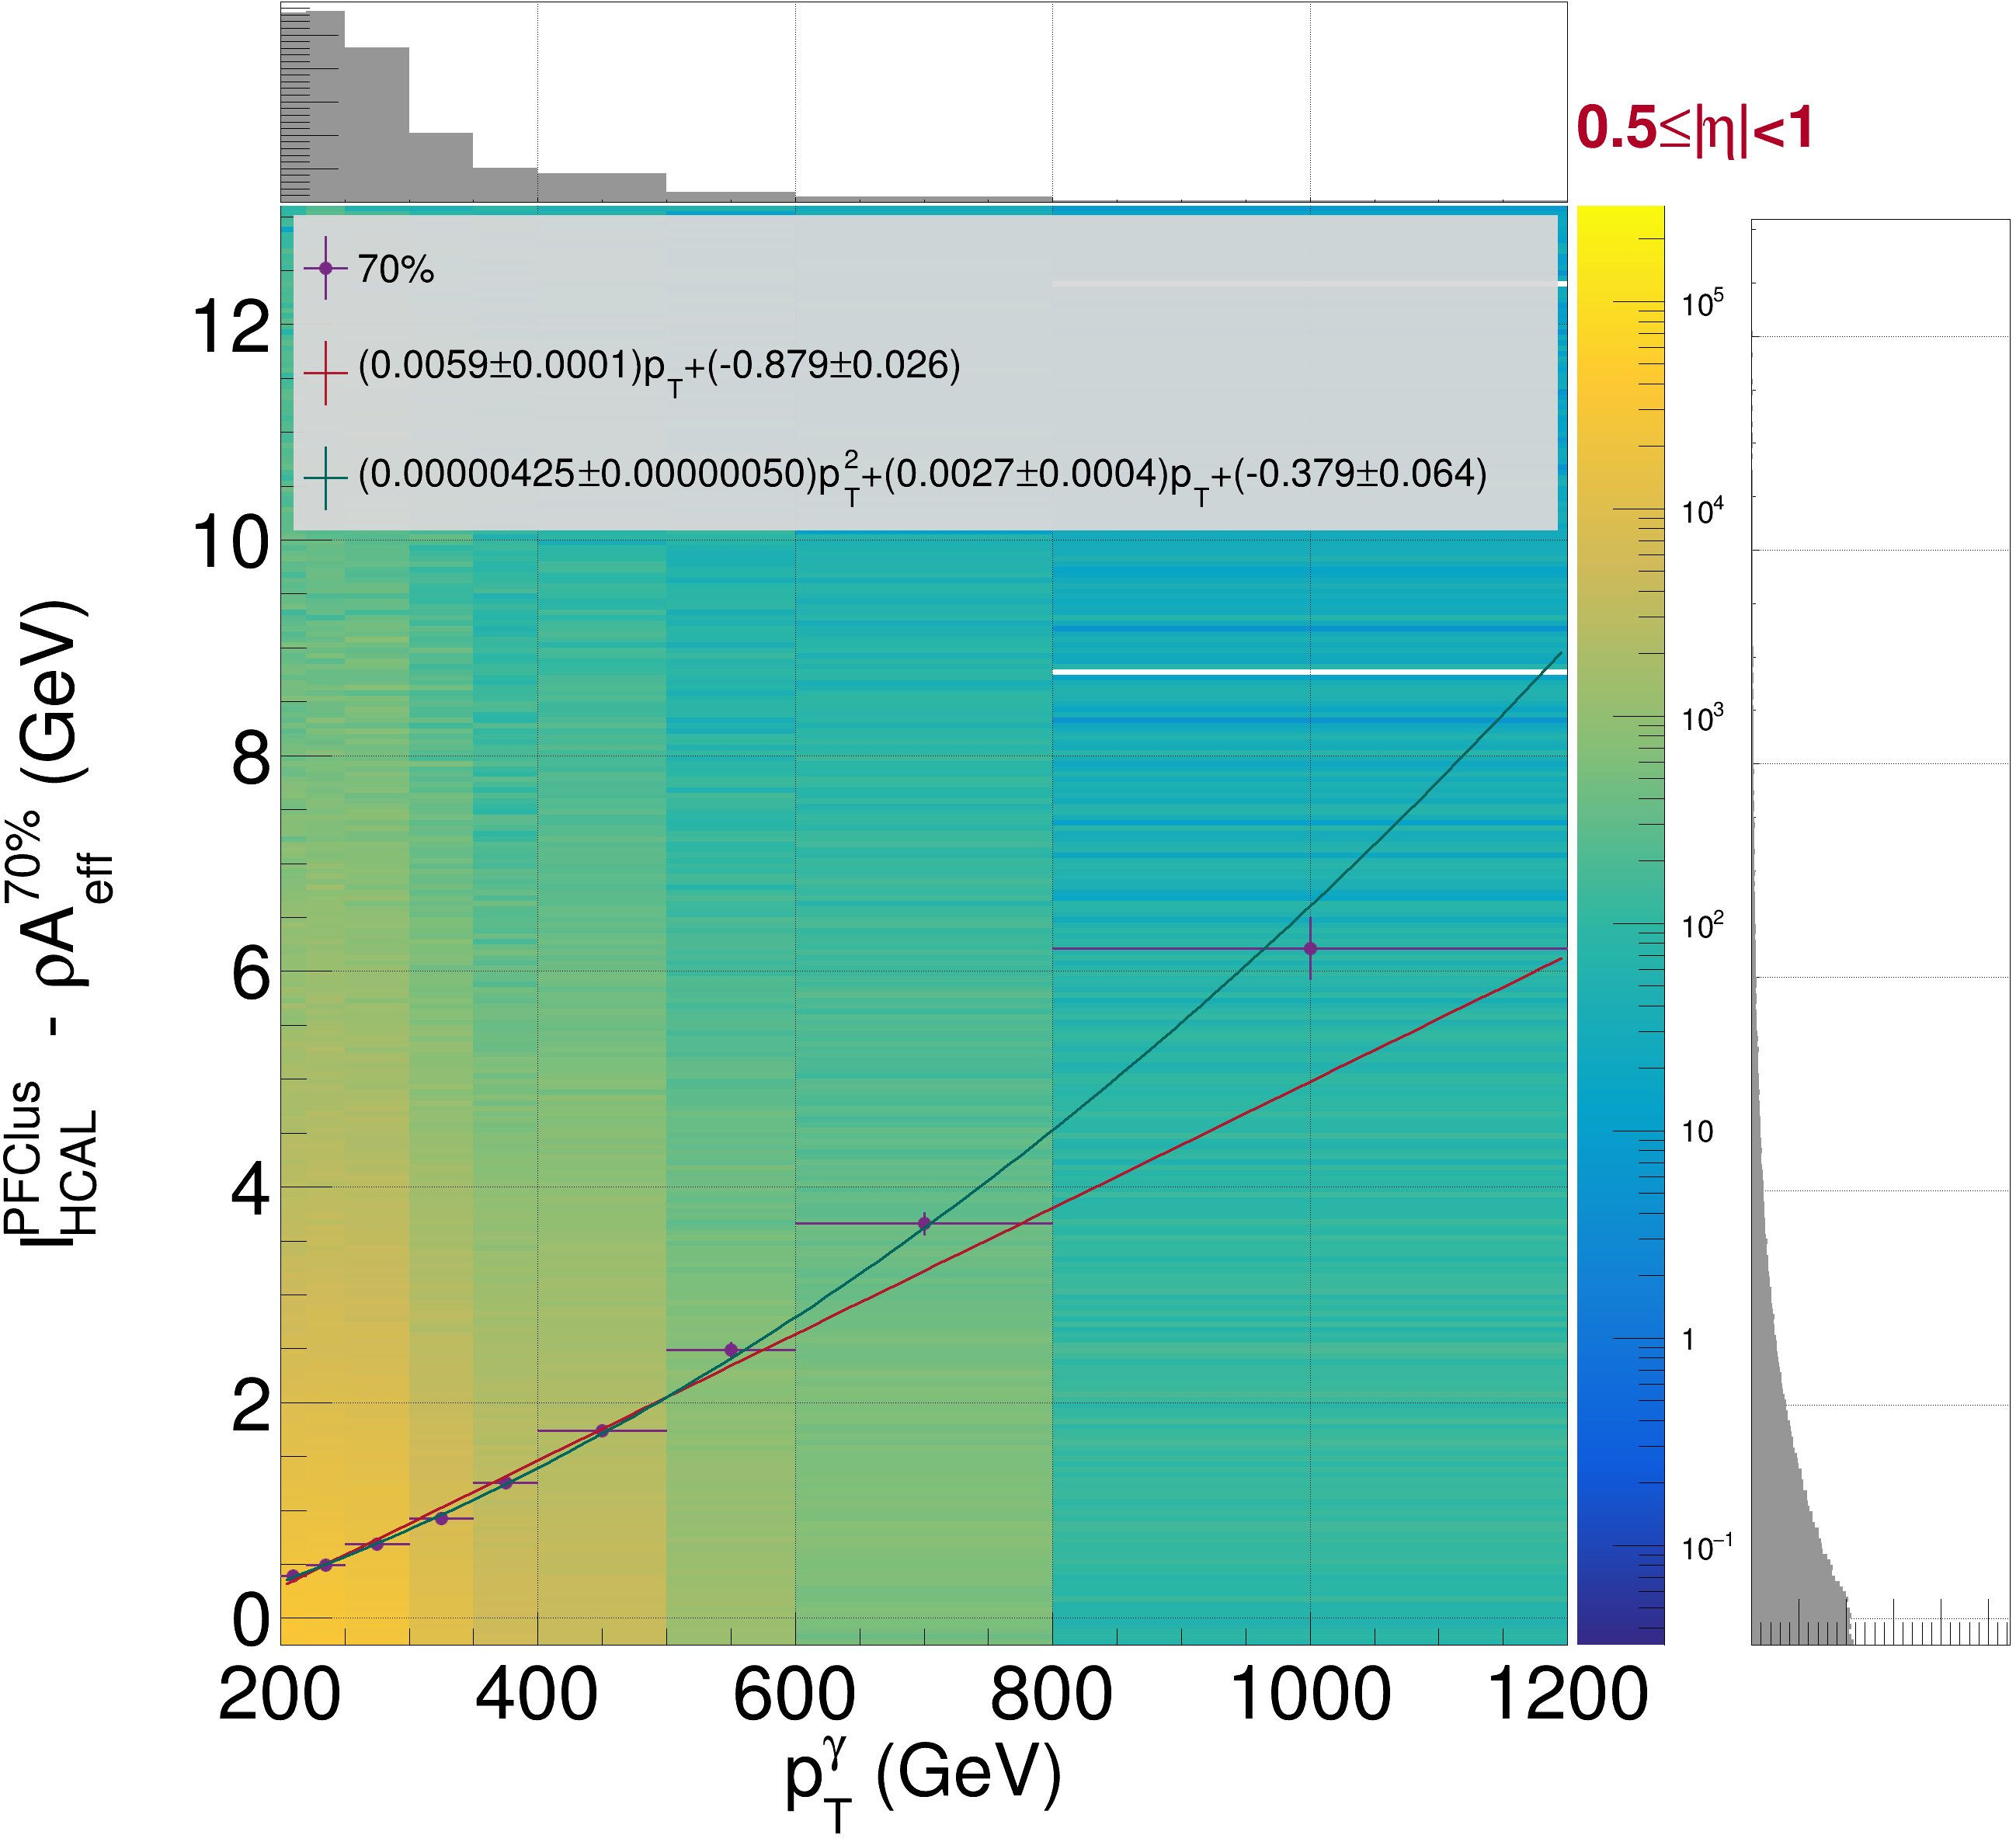 0.5≤|η|<1
70%
(0.0059±0.0001)p_T+(-0.879±0.026)
(0.00000425±0.00000050)p_T^2+(0.0027±0.0004)p_T+(-0.379±0.064)
12
10
8
6
4
2
0
I_HCAL^PFClus - ρA_eff^70% (GeV)
200 400 600 800 1000 1200
p_T^γ (GeV)
10^5
10^4
10^3
10^2
10
1
10^−1